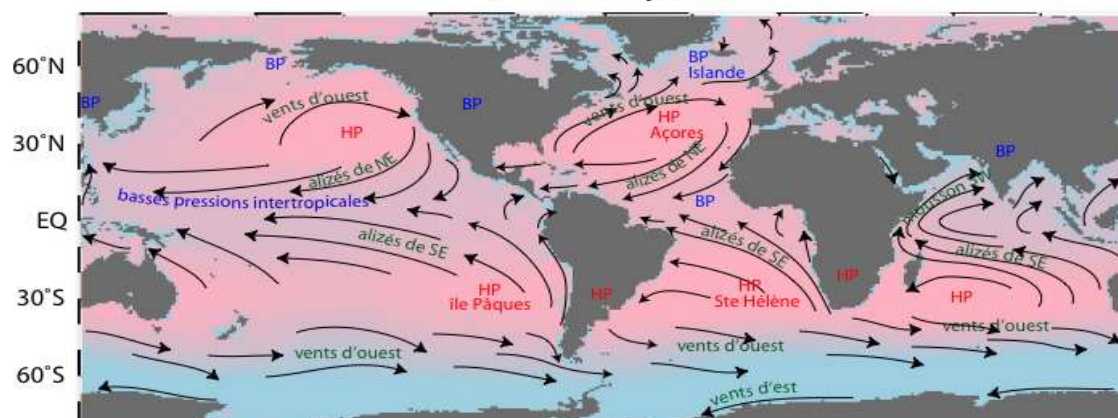 60°N
BP
BP
BP
BP
Islande
vents d'ouest
vents d'ouest
HP
HP
Açores
30°N
BP
alizés de NE
alizés de NE
basses pressions intertropicales
BP
EQ
alizés de SE
alizés de SE
alizés de SE
HP
île Pâques
HP
HP
Ste Hélène
HP
HP
30°S
vents d'ouest
vents d'ouest
vents d'ouest
60°S
vents d'est